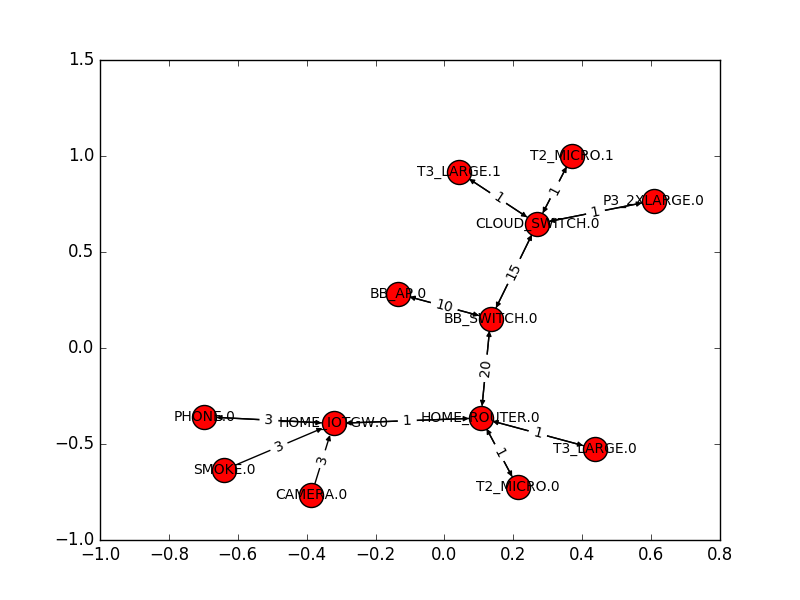 1.5
1.0
0.5
0.0
−0.5
−1.0
T2_MICRO.1
T3_LARGE.1
1
1
P3_2XLARGE.0
1
CLOUD_SWITCH.0
15
BB_AP.0
10
BB_SWITCH.0
20
PHONE.0
3
HOME_IOTGW.0
1
HOME_ROUTER.0
1
T3_LARGE.0
3
1
SMOKE.0
3
T2_MICRO.0
CAMERA.0
−1.0 −0.8 −0.6 −0.4 −0.2 0.0 0.2 0.4 0.6 0.8